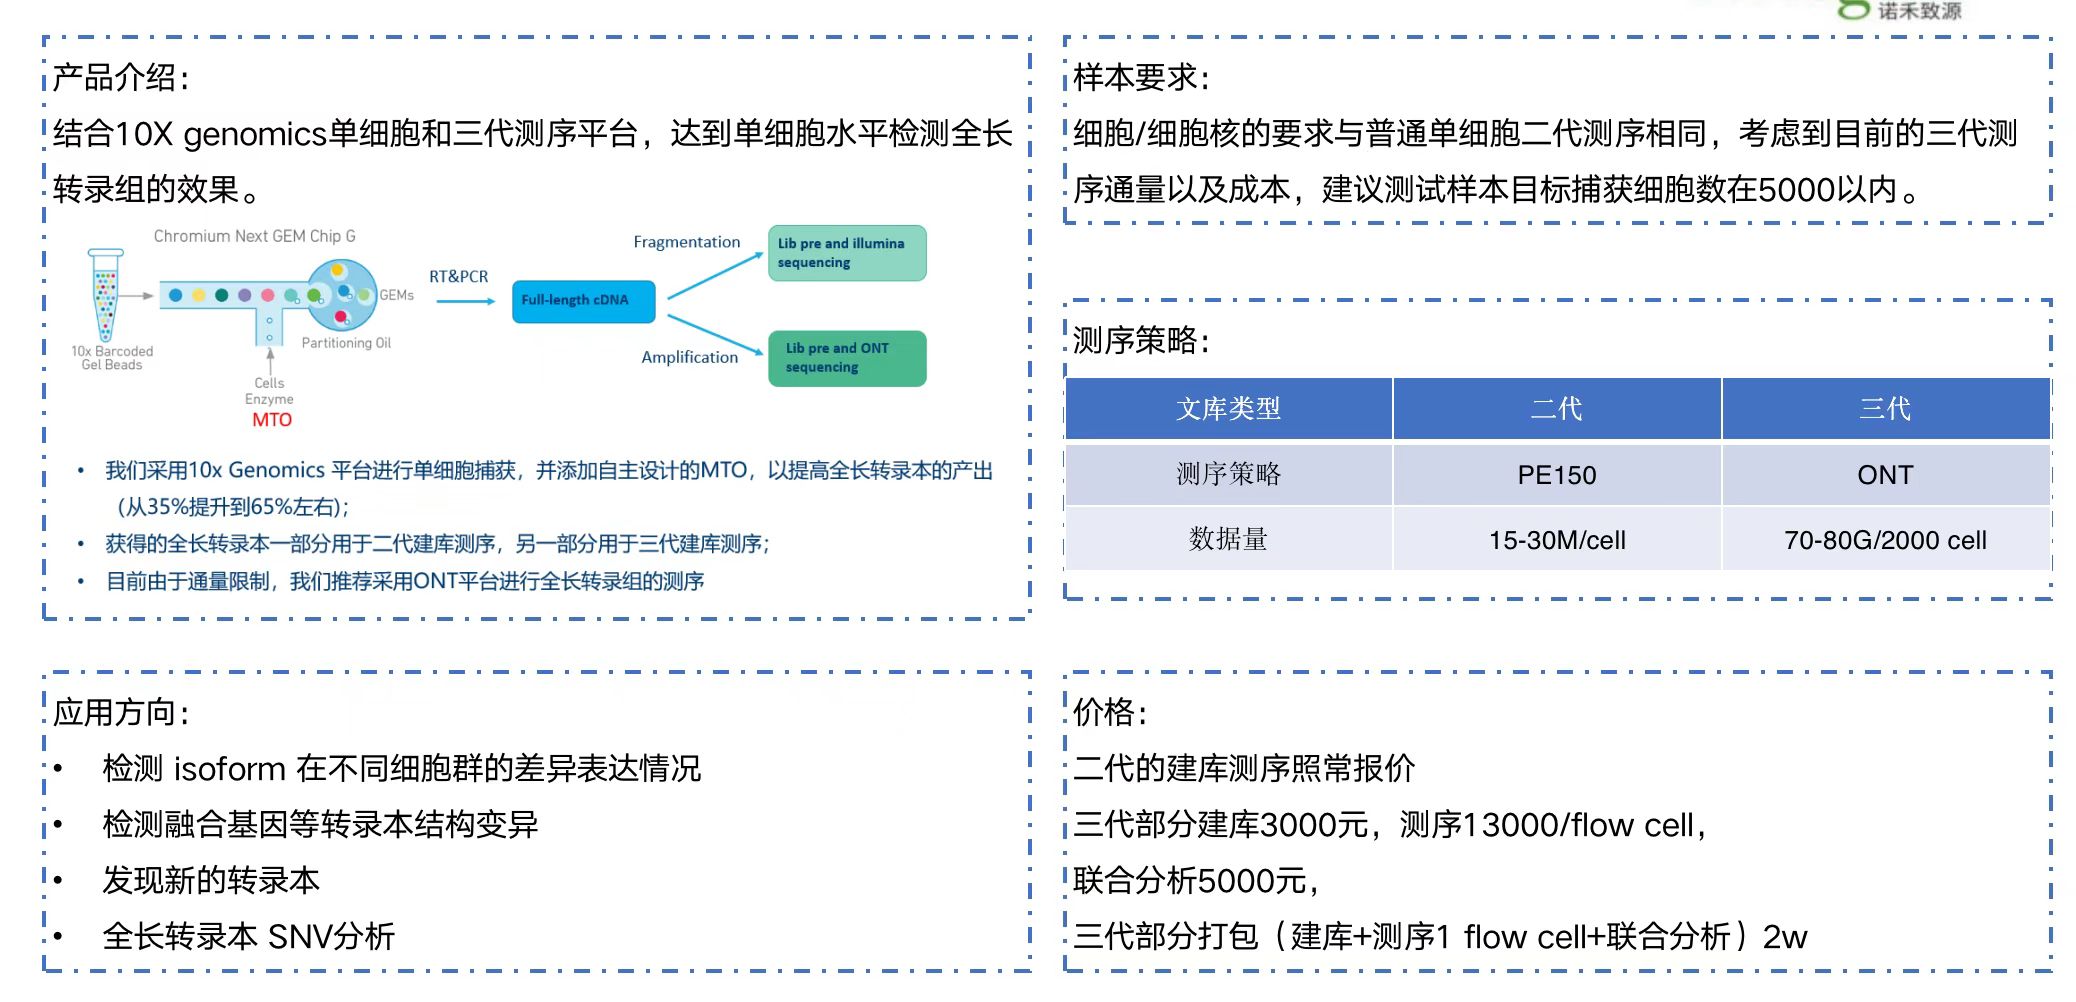 诺禾致源
产品介绍：
结合10X genomics单细胞和三代测序平台，达到单细胞水平检测全长
转录组的效果。
Chromium Next GEM Chip G
10x Barcoded
Gel Beads
Cells
Enzyme
MTO
GEMs
Partitioning Oil
RT&PCR
Full-length cDNA
Fragmentation
Lib pre and illumina
sequencing
Amplification
Lib pre and ONT
sequencing
• 我们采用10x Genomics 平台进行单细胞捕获，并添加自主设计的MTO，以提高全长转录本的产出
（从35%提升到65%左右)；
• 获得的全长转录本一部分用于二代建库测序，另一部分用于三代建库测序；
• 目前由于通量限制，我们推荐采用ONT平台进行全长转录组的测序
样本要求：
细胞/细胞核的要求与普通单细胞二代测序相同，考虑到目前的三代测
序通量以及成本，建议测试样本目标捕获细胞数在5000以内。
测序策略：
文库类型 二代 三代
测序策略 PE150 ONT
数据量 15-30M/cell 70-80G/2000 cell
应用方向：
• 检测 isoform 在不同细胞群的差异表达情况
• 检测融合基因等转录本结构变异
• 发现新的转录本
• 全长转录本 SNV分析
价格：
二代的建库测序照常报价
三代部分建库3000元，测序13000/flow cell，
联合分析5000元，
三代部分打包（建库+测序1 flow cell+联合分析）2w